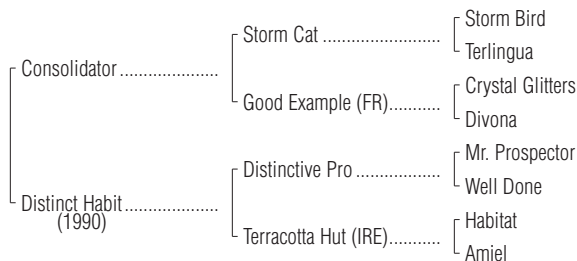 Storm Bird
Storm Cat ........................
Terlingua
Consolidator ....................
Crystal Glitters
Good Example (FR)..........
Divona
Mr. Prospector
Distinctive Pro .................
Well Done
Distinct Habit ...................
(1990)
Habitat
Terracotta Hut (IRE)..........
Amiel